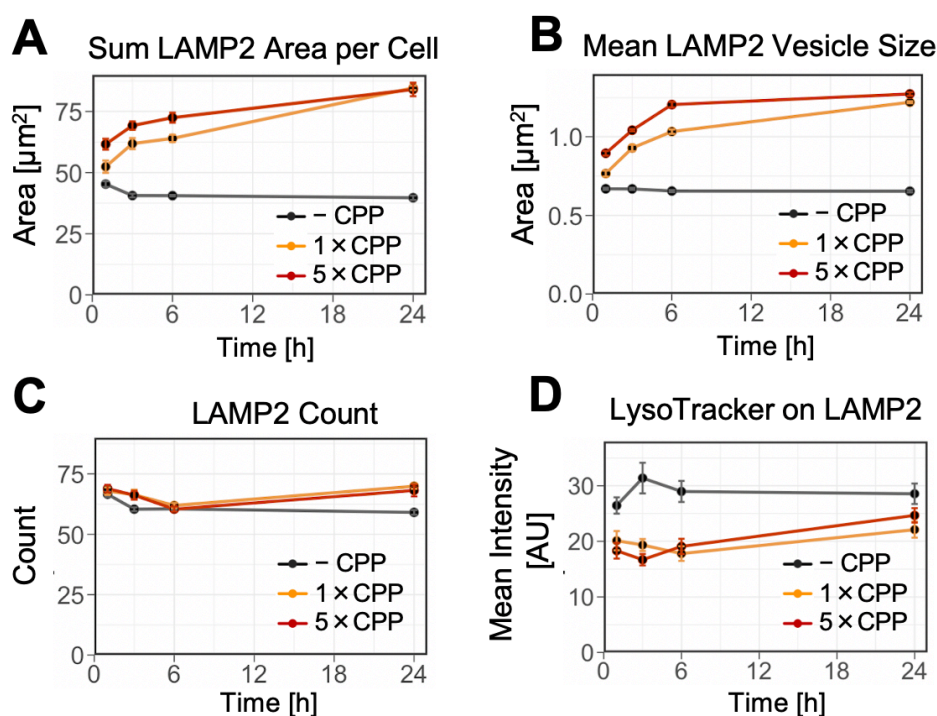 A
Sum LAMP2 Area per Cell
Area [µm²]
75
50
25
0
0 6 12 18 24
Time [h]
– CPP
1 × CPP
5 × CPP
B
Mean LAMP2 Vesicle Size
Area [µm²]
1.0
0.5
0.0
0 6 12 18 24
Time [h]
– CPP
1 × CPP
5 × CPP
C
LAMP2 Count
Count
75
50
25
0
0 6 12 18 24
Time [h]
– CPP
1 × CPP
5 × CPP
D
LysoTracker on LAMP2
Mean Intensity
[AU]
30
20
10
0
0 6 12 18 24
Time [h]
– CPP
1 × CPP
5 × CPP